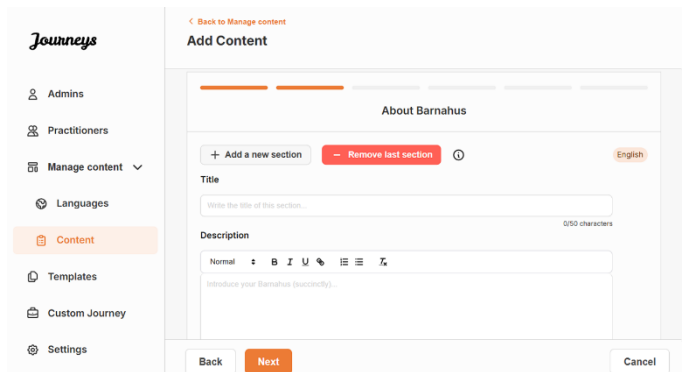 Journeys
Admins
Practitioners
Manage content
Languages
Content
Templates
Custom Journey
Settings
Back to Manage content
Add Content
About Barnahus
Add a new section
Remove last section
English
Title
Write the title of this section...
0/50 characters
Description
Normal B I U
Introduce your Barnahus (succinctly)...
Back Next Cancel